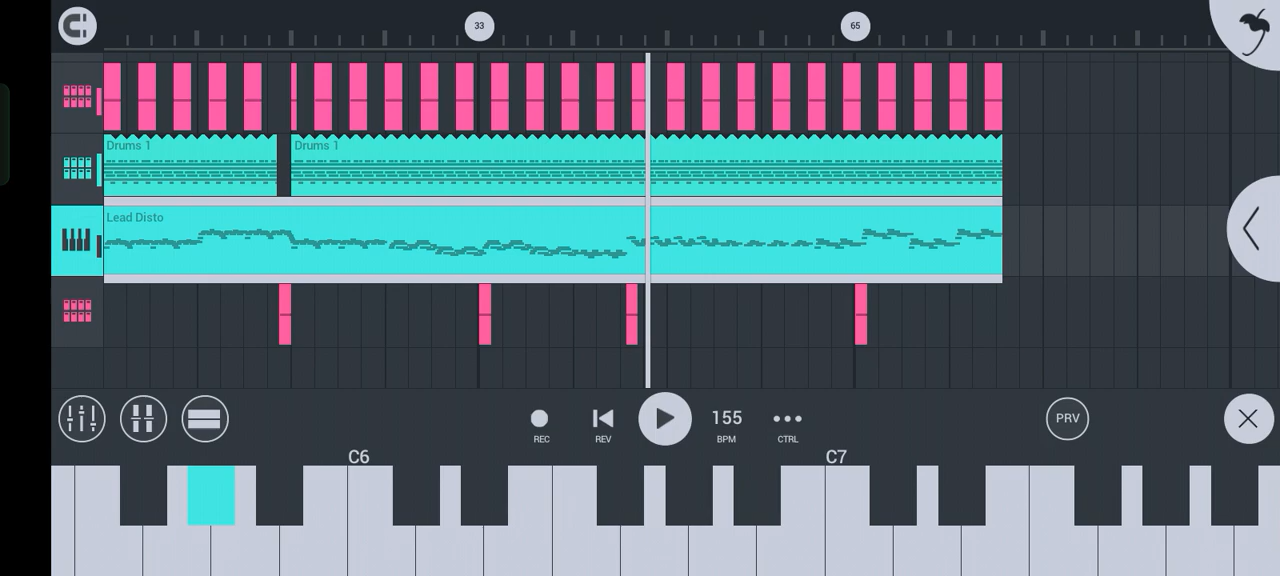 33
65
Drums 1
Drums 1
Lead Disto
155
PRV
REC
REV
BPM
CTRL
C6
C7